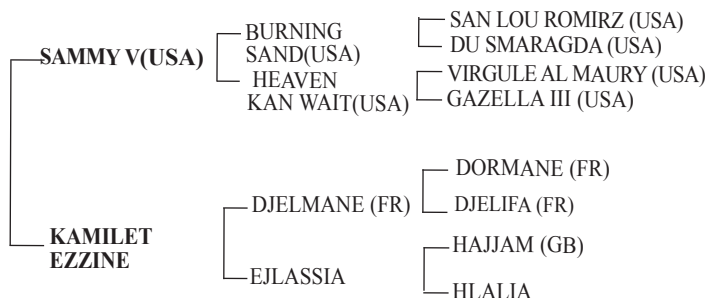 SAMMY V(USA)
BURNING
SAND(USA)
SAN LOU ROMIRZ (USA)
DU SMARAGDA (USA)
HEAVEN
KAN WAIT(USA)
VIRGULE AL MAURY (USA)
GAZELLA III (USA)
KAMILET
EZZINE
DJELMANE (FR)
DORMANE (FR)
DJELIFA (FR)
EJLASSIA
HAJJAM (GB)
HLALIA